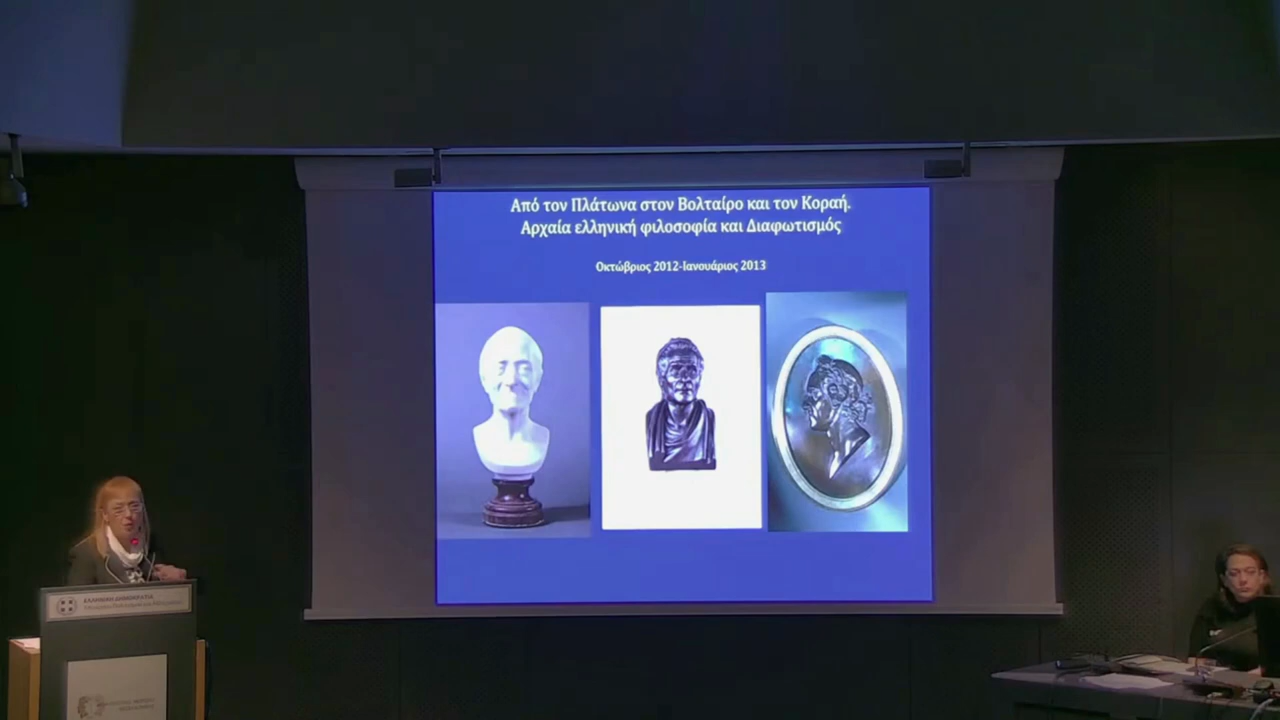 Από τον Πλάτωνα στον Βολταίρο και τον Κοραή.
Αρχαία ελληνική φιλοσοφία και Διαφωτισμός
Οκτώβριος 2012-Ιανουάριος 2013
ΕΛΛΗΝΙΚΗ ΔΗΜΟΚΡΑΤΙΑ